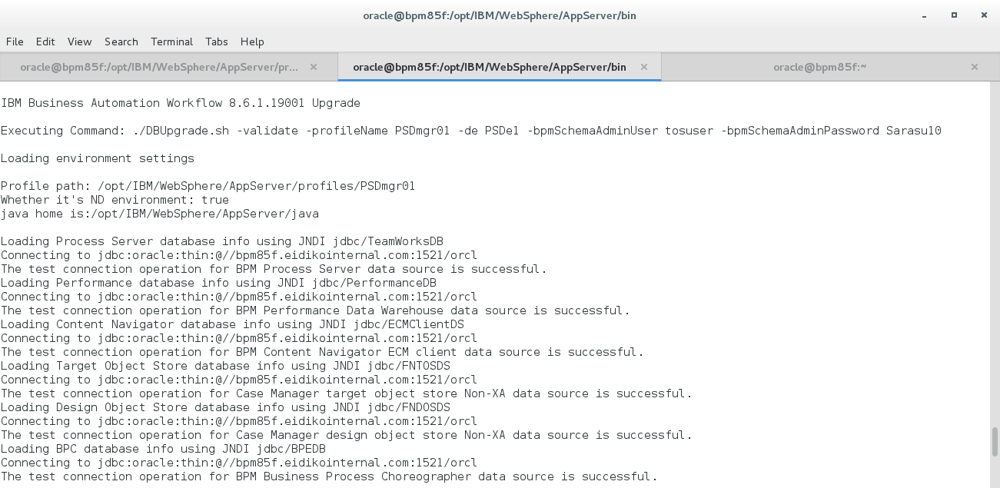 oracle@bpm85f:/opt/IBM/WebSphere/AppServer/bin
File Edit View Search Terminal Tabs Help
oracle@bpm85f:/opt/IBM/WebSphere/AppServer/pr... × oracle@bpm85f:/opt/IBM/WebSphere/AppServer/bin × oracle@bpm85f:~ ×
IBM Business Automation Workflow 8.6.1.19001 Upgrade
Executing Command: ./DBUpgrade.sh -validate -profileName PSDmgr01 -de PSDe1 -bpmSchemaAdminUser tosuser -bpmSchemaAdminPassword Sarasu10
Loading environment settings
Profile path: /opt/IBM/WebSphere/AppServer/profiles/PSDmgr01
Whether it's ND environment: true
java home is:/opt/IBM/WebSphere/AppServer/java
Loading Process Server database info using JNDI jdbc/TeamWorksDB
Connecting to jdbc:oracle:thin:@//bpm85f.eidikointernal.com:1521/orcl
The test connection operation for BPM Process Server data source is successful.
Loading Performance database info using JNDI jdbc/PerformanceDB
Connecting to jdbc:oracle:thin:@//bpm85f.eidikointernal.com:1521/orcl
The test connection operation for BPM Performance Data Warehouse data source is successful.
Loading Content Navigator database info using JNDI jdbc/ECMClientDS
Connecting to jdbc:oracle:thin:@//bpm85f.eidikointernal.com:1521/orcl
The test connection operation for BPM Content Navigator ECM client data source is successful.
Loading Target Object Store database info using JNDI jdbc/FNTOSDS
Connecting to jdbc:oracle:thin:@//bpm85f.eidikointernal.com:1521/orcl
The test connection operation for Case Manager target object store Non-XA data source is successful.
Loading Design Object Store database info using JNDI jdbc/FNDOSDS
Connecting to jdbc:oracle:thin:@//bpm85f.eidikointernal.com:1521/orcl
The test connection operation for Case Manager design object store Non-XA data source is successful.
Loading BPC database info using JNDI jdbc/BPEDB
Connecting to jdbc:oracle:thin:@//bpm85f.eidikointernal.com:1521/orcl
The test connection operation for BPM Business Process Choreographer data source is successful.